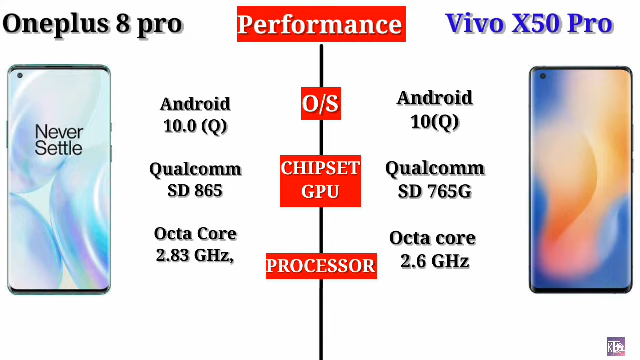 Oneplus 8 pro
Performance
Vivo X50 Pro
Never
Settle
Android
10.0 (Q)
O/S
Android
10(Q)
Qualcomm
SD 865
CHIPSET
GPU
Qualcomm
SD 765G
Octa Core
2.83 GHz,
PROCESSOR
Octa core
2.6 GHz